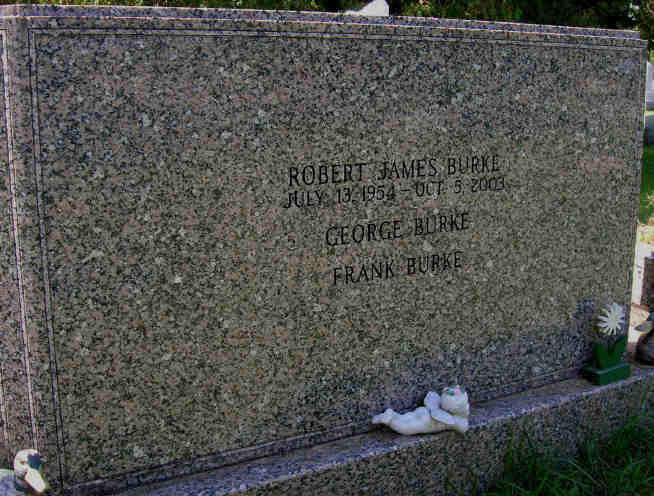 ROBERT JAMES BURKE
JULY 13, 1954 - OCT. 5, 2003
GEORGE BURKE
FRANK BURKE